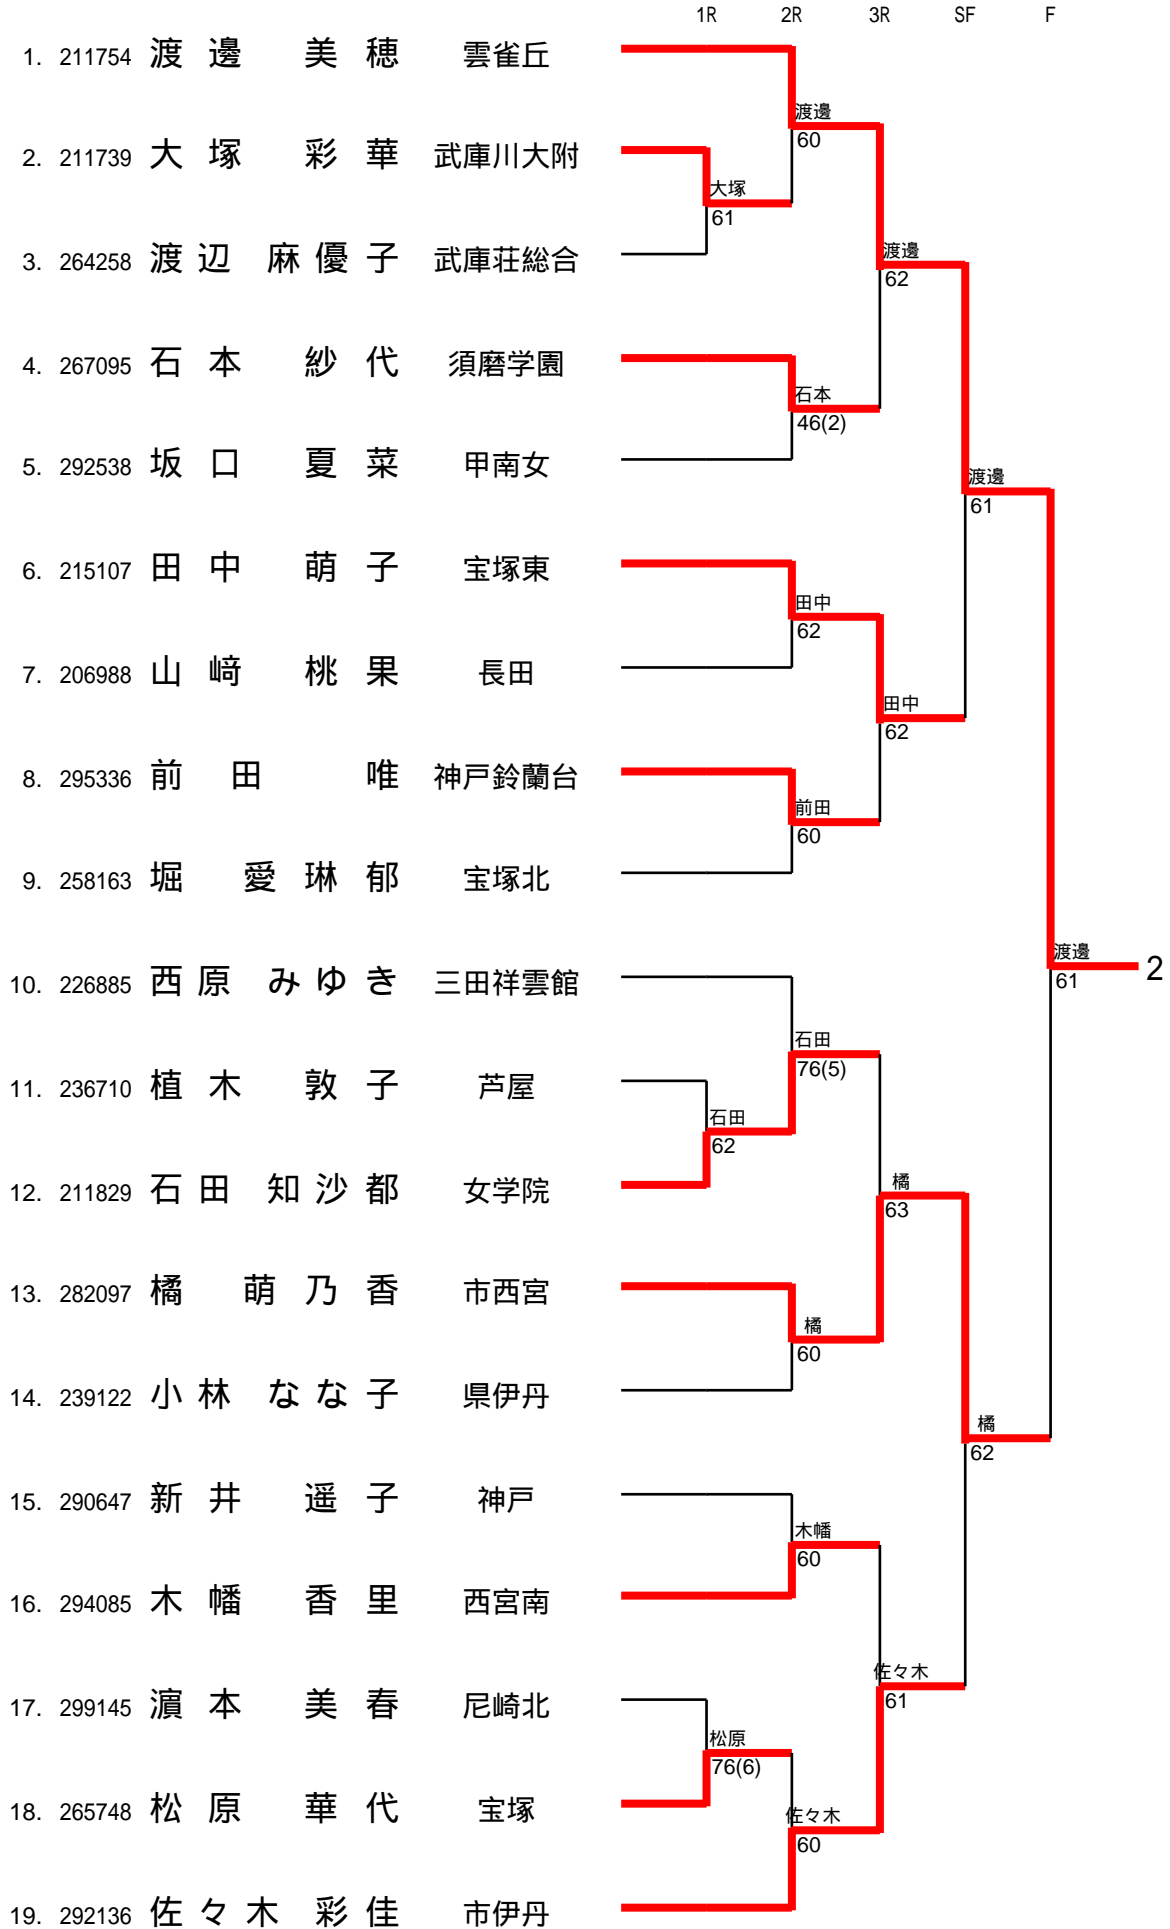 1R 2R 3R SF F
1. 211754 渡邊 美穂 雲雀丘
渡邊
60
2. 211739 大塚 彩華 武庫川大附
大塚
61
3. 264258 渡辺 麻優子 武庫荘総合
渡邊
62
4. 267095 石本 紗代 須磨学園
石本
46(2)
5. 292538 坂口 夏菜 甲南女
渡邊
61
6. 215107 田中 萌子 宝塚東
田中
62
7. 206988 山﨑 桃果 長田
田中
62
8. 295336 前田 唯 神戸鈴蘭台
前田
60
9. 258163 堀 愛琳郁 宝塚北
渡邊
61
2
10. 226885 西原 みゆき 三田祥雲館
石田
76(5)
11. 236710 植木 敦子 芦屋
石田
62
12. 211829 石田 知沙都 女学院
橘
63
13. 282097 橘 萌乃香 市西宮
橘
60
14. 239122 小林 なな子 県伊丹
橘
62
15. 290647 新井 遥子 神戸
木幡
60
16. 294085 木幡 香里 西宮南
佐々木
61
17. 299145 濵本 美春 尼崎北
松原
76(6)
18. 265748 松原 華代 宝塚
佐々木
60
19. 292136 佐々木 彩佳 市伊丹